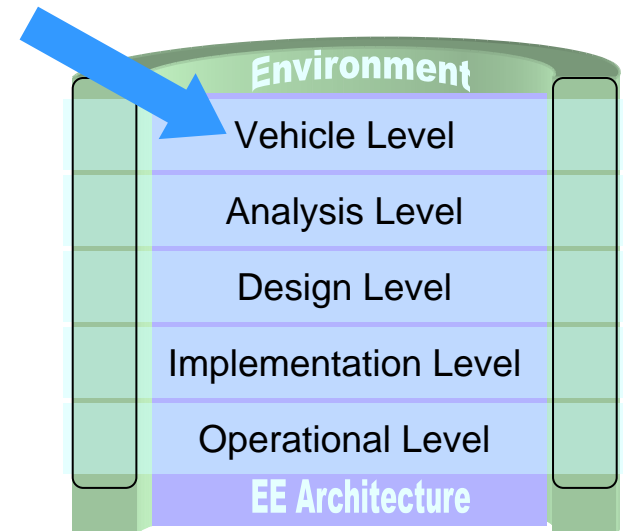 Environment
Vehicle Level
Analysis Level
Design Level
Implementation Level
Operational Level
EE Architecture